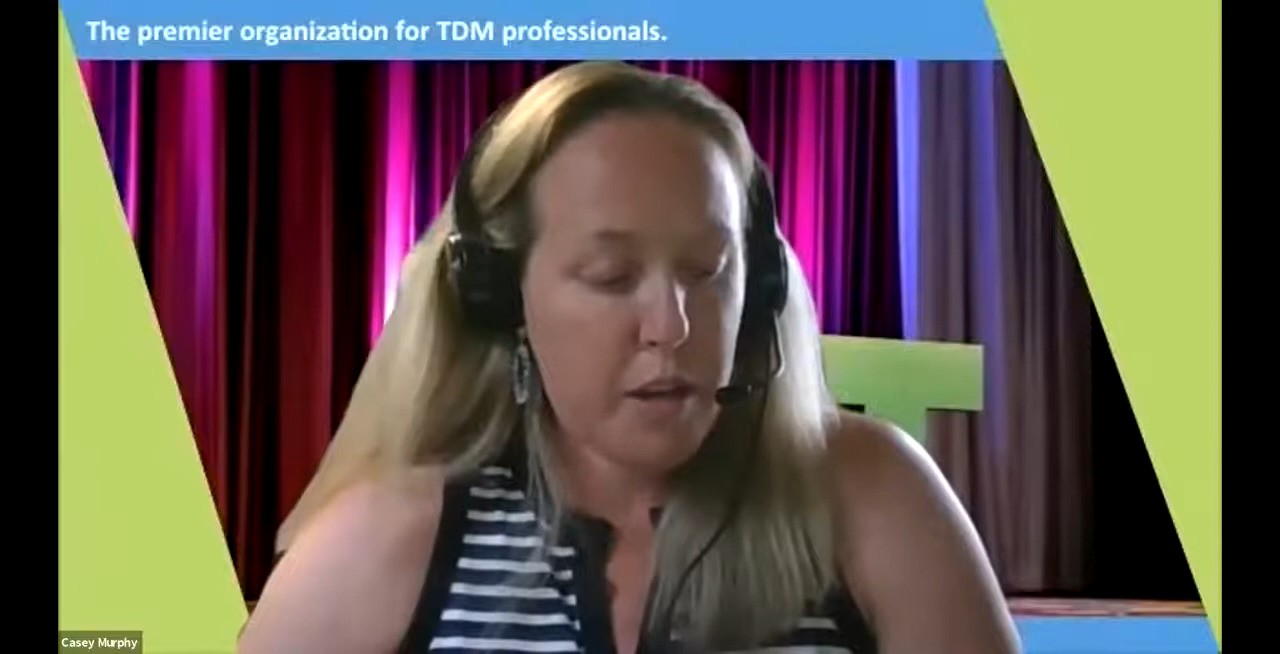 The premier organization for TDM professionals.
T
Casey Murphy